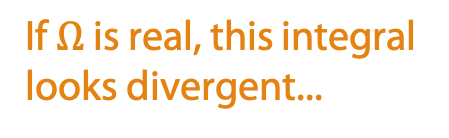 If Ω is real, this integral
looks divergent...